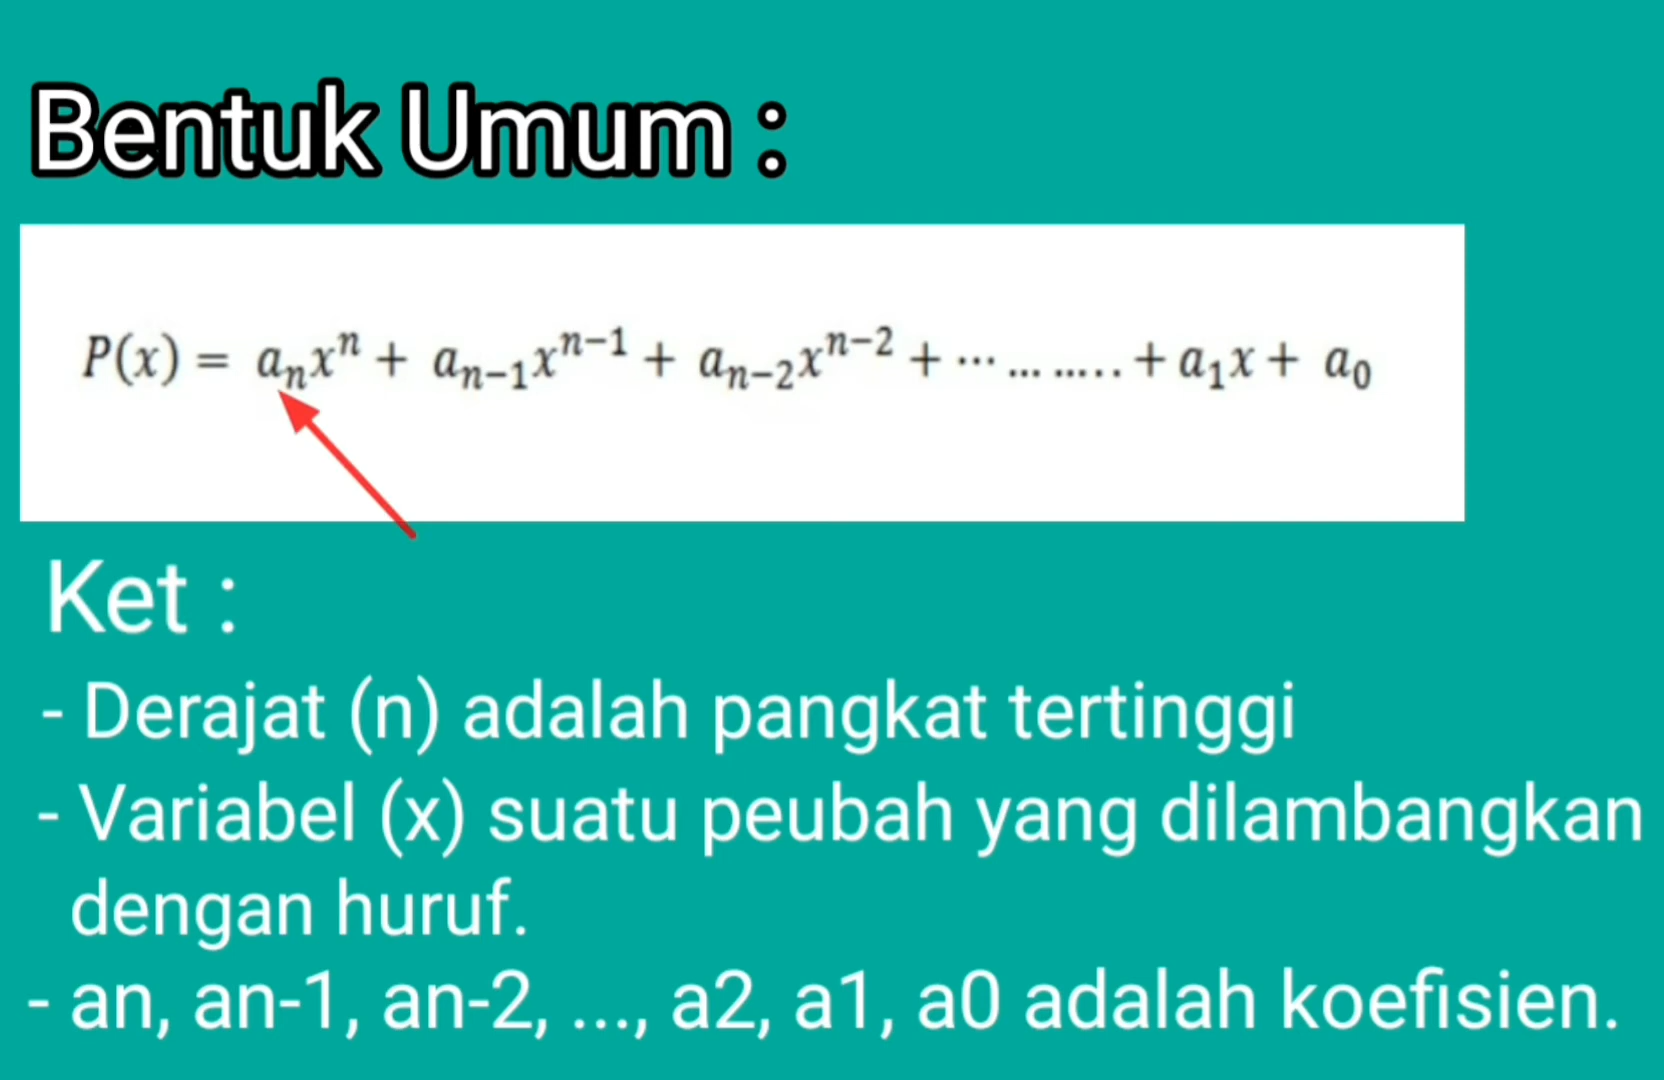 Bentuk Umum :
P(x) = aₙxⁿ + aₙ₋₁xⁿ⁻¹ + aₙ₋₂xⁿ⁻² + ⋯ ... ... .. + a₁x + a₀
Ket :
- Derajat (n) adalah pangkat tertinggi
- Variabel (x) suatu peubah yang dilambangkan
dengan huruf.
- an, an-1, an-2, ..., a2, a1, a0 adalah koefisien.